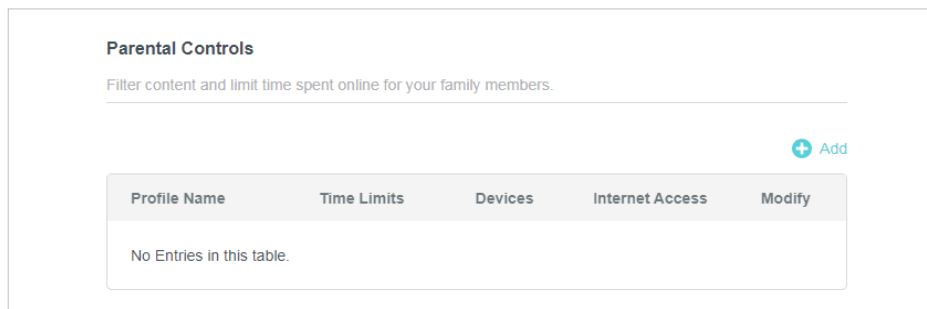 Parental Controls
Filter content and limit time spent online for your family members.
Add
Profile Name Time Limits Devices Internet Access Modify
No Entries in this table.